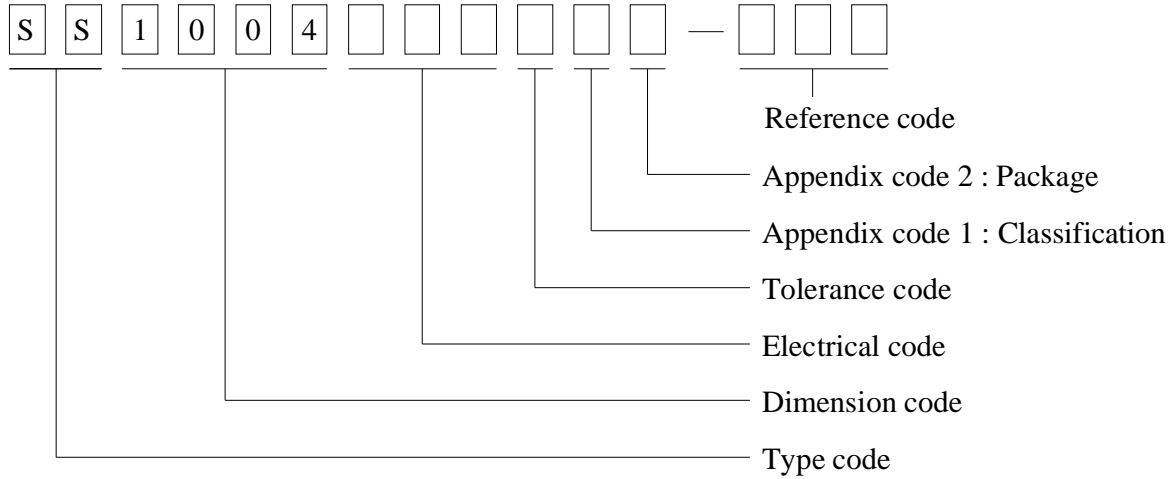 S S 1 0 0 4 —
Reference code
Appendix code 2 : Package
Appendix code 1 : Classification
Tolerance code
Electrical code
Dimension code
Type code